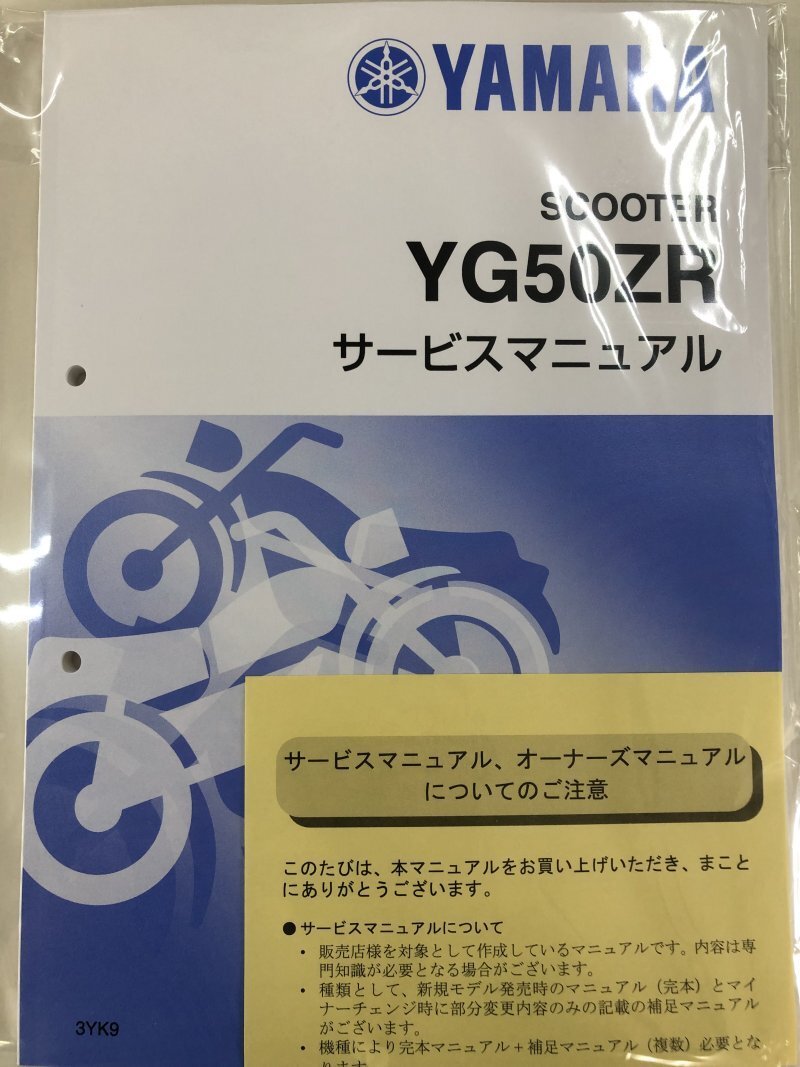 YAMAHA
SCOOTER
YG50ZR
サービスマニュアル
サービスマニュアル、オーナーズマニュアル
についてのご注意
このたびは、本マニュアルをお買い上げいただき、まこと
にありがとうございます。
●サービスマニュアルについて
・ 販売店様を対象として作成しているマニュアルです。内容は専
門知識が必要となる場合がございます。
・ 種類として、新規モデル発売時のマニュアル（完本）とマイ
ナーチェンジ時に部分変更内容のみの記載の補足マニュアル
がございます。
・ 機種により完本マニュアル＋補足マニュアル（複数）必要とな
ります。
3YK9